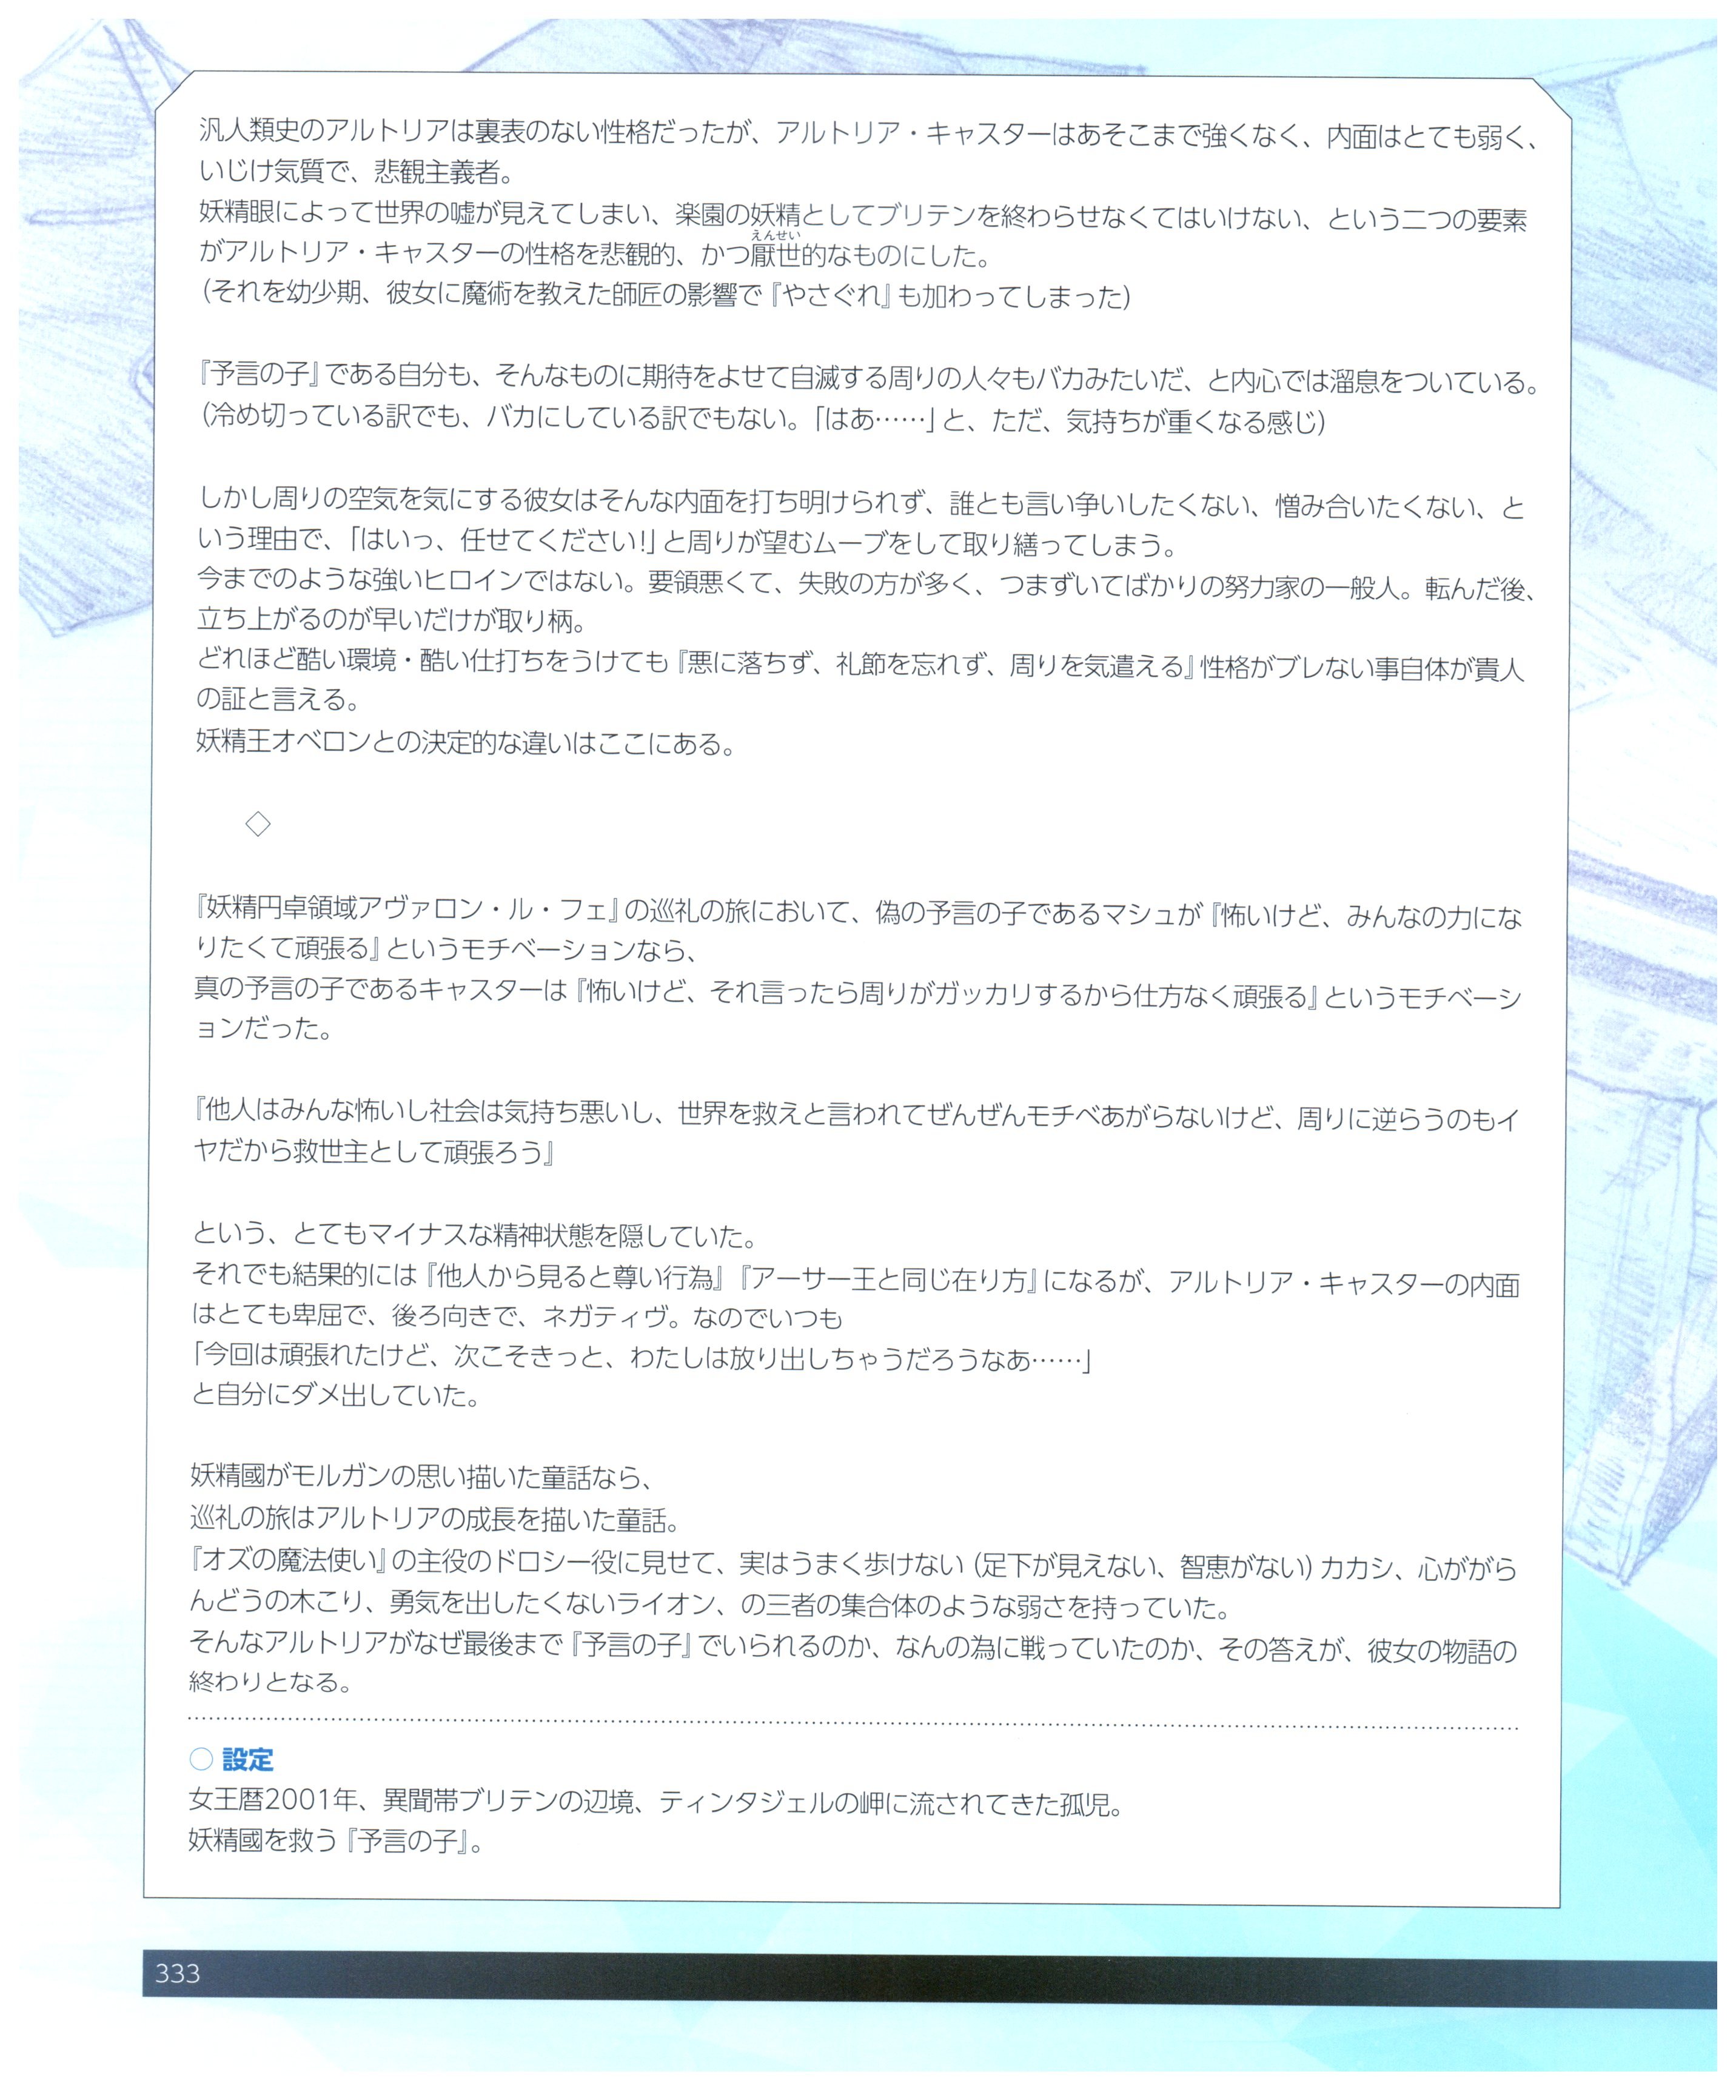 汎人類史のアルトリアは裏表のない性格だったが、アルトリア・キャスターはあそこまで強くなく、内面はとても弱く、
いじけ気質で、悲観主義者。
妖精眼によって世界の嘘が見えてしまい、楽園の妖精としてブリテンを終わらせなくてはいけない、という二つの要素
えんせい
がアルトリア・キャスターの性格を悲観的、かつ厭世的なものにした。
（それを幼少期、彼女に魔術を教えた師匠の影響で『やさぐれ』も加わってしまった）
『予言の子』である自分も、そんなものに期待をよせて自滅する周りの人々もバカみたいだ、と内心では溜息をついている。
（冷め切っている訳でも、バカにしている訳でもない。「はあ……」と、ただ、気持ちが重くなる感じ）
しかし周りの空気を気にする彼女はそんな内面を打ち明けられず、誰とも言い争いしたくない、憎み合いたくない、と
いう理由で、「はいっ、任せてください!」と周りが望むムーブをして取り繕ってしまう。
今までのような強いヒロインではない。要領悪くて、失敗の方が多く、つまずいてばかりの努力家の一般人。転んだ後、
立ち上がるのが早いだけが取り柄。
どれほど酷い環境・酷い仕打ちをうけても『悪に落ちず、礼節を忘れず、周りを気遣える』性格がブレない事自体が貴人
の証と言える。
妖精王オベロンとの決定的な違いはここにある。
◇
『妖精円卓領域アヴァロン・ル・フェ』の巡礼の旅において、偽の予言の子であるマシュが『怖いけど、みんなの力にな
りたくて頑張る』というモチベーションなら、
真の予言の子であるキャスターは『怖いけど、それ言ったら周りがガッカリするから仕方なく頑張る』というモチベーシ
ョンだった。
『他人はみんな怖いし社会は気持ち悪いし、世界を救えと言われてぜんぜんモチベあがらないけど、周りに逆らうのもイ
ヤだから救世主として頑張ろう』
という、とてもマイナスな精神状態を隠していた。
それでも結果的には『他人から見ると尊い行為』『アーサー王と同じ在り方』になるが、アルトリア・キャスターの内面
はとても卑屈で、後ろ向きで、ネガティヴ。なのでいつも
「今回は頑張れたけど、次こそきっと、わたしは放り出しちゃうだろうなあ……」
と自分にダメ出していた。
妖精國がモルガンの思い描いた童話なら、
巡礼の旅はアルトリアの成長を描いた童話。
『オズの魔法使い』の主役のドロシー役に見せて、実はうまく歩けない（足下が見えない、智恵がない）カカシ、心ががら
んどうの木こり、勇気を出したくないライオン、の三者の集合体のような弱さを持っていた。
そんなアルトリアがなぜ最後まで『予言の子』でいられるのか、なんの為に戦っていたのか、その答えが、彼女の物語の
終わりとなる。
○ 設定
女王暦2001年、異聞帯ブリテンの辺境、ティンタジェルの岬に流されてきた孤児。
妖精國を救う『予言の子』。
333